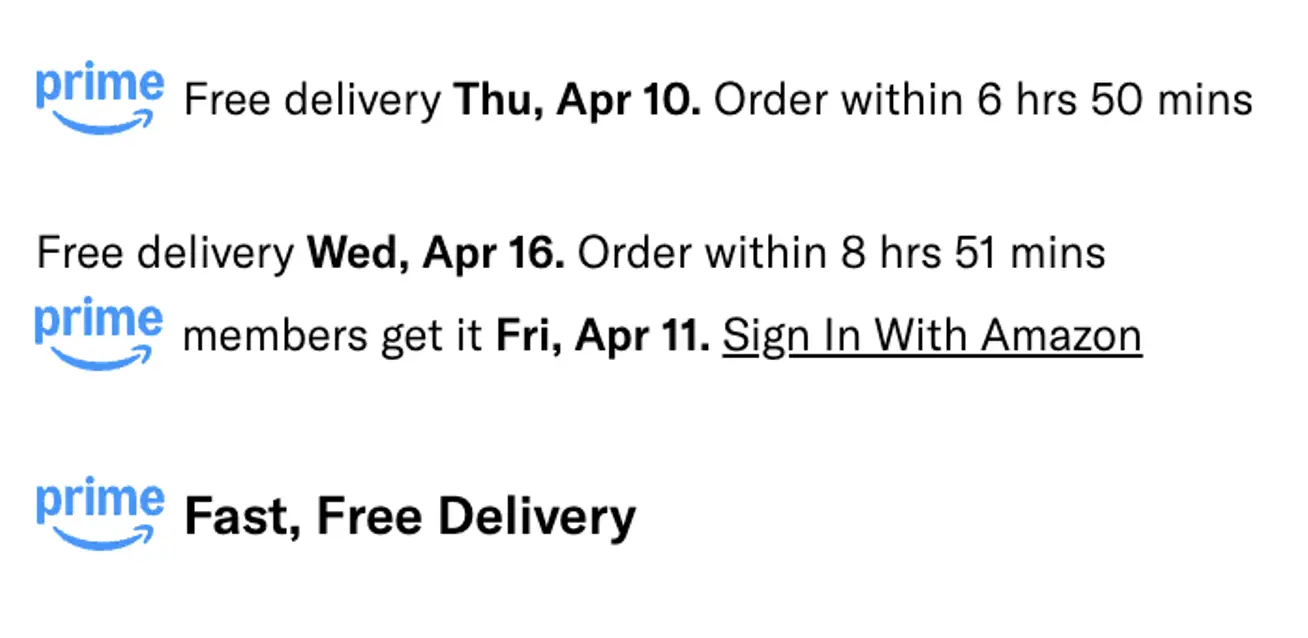 prime Free delivery Thu, Apr 10. Order within 6 hrs 50 mins
Free delivery Wed, Apr 16. Order within 8 hrs 51 mins
prime members get it Fri, Apr 11. Sign In With Amazon
prime Fast, Free Delivery